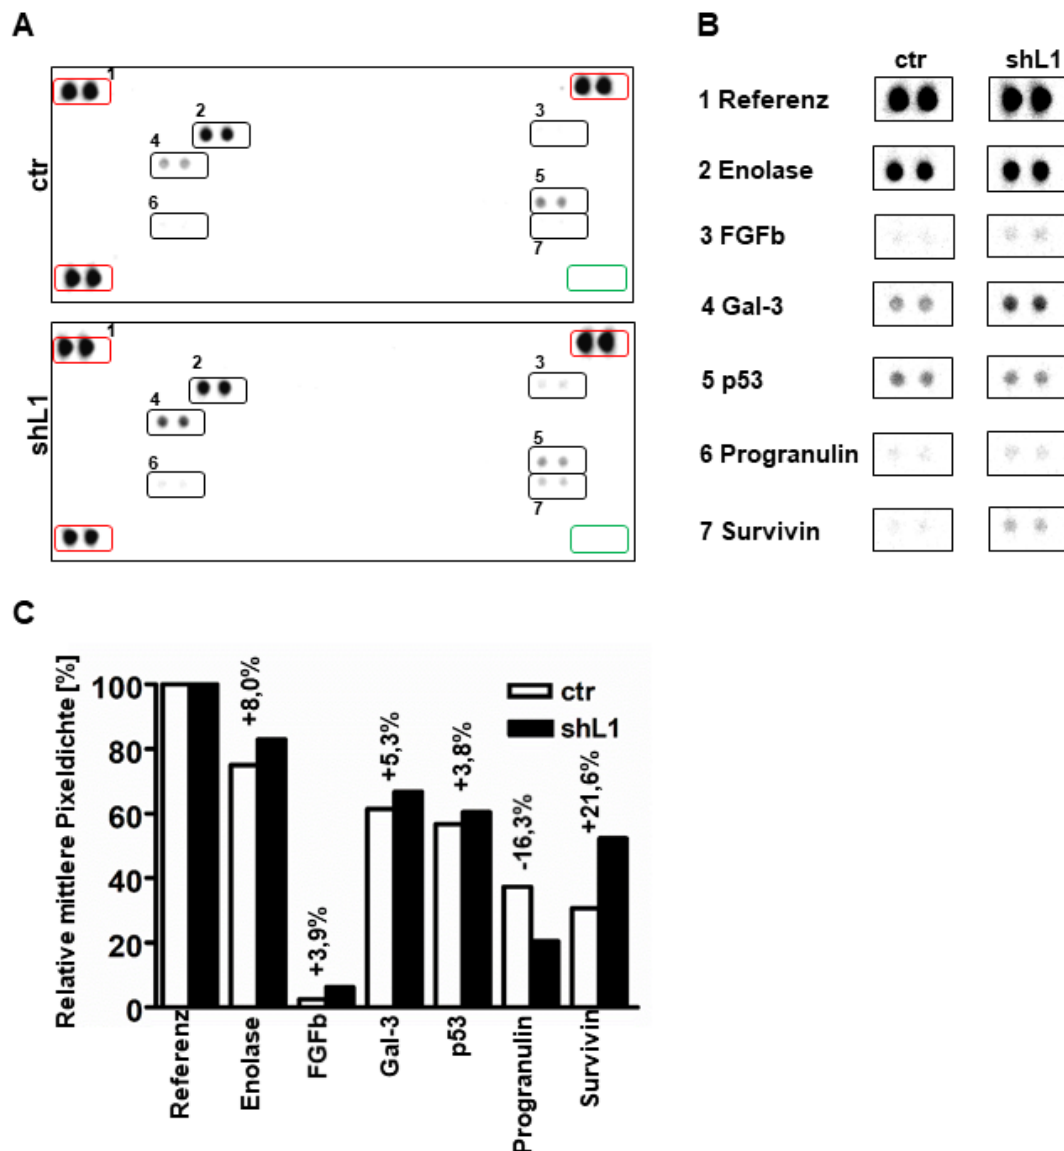 A
ctr
1
2
3
4
5
6
7
shL1
1
2
3
4
5
6
7
B
ctr shL1
1 Referenz
2 Enolase
3 FGFb
4 Gal-3
5 p53
6 Progranulin
7 Survivin
C
Relative mittlere Pixeldichte [%]
100
80
60
40
20
0
ctr
shL1
+8,0%
+3,9%
+5,3%
+3,8%
-16,3%
+21,6%
Referenz
Enolase
FGFb
Gal-3
p53
Progranulin
Survivin